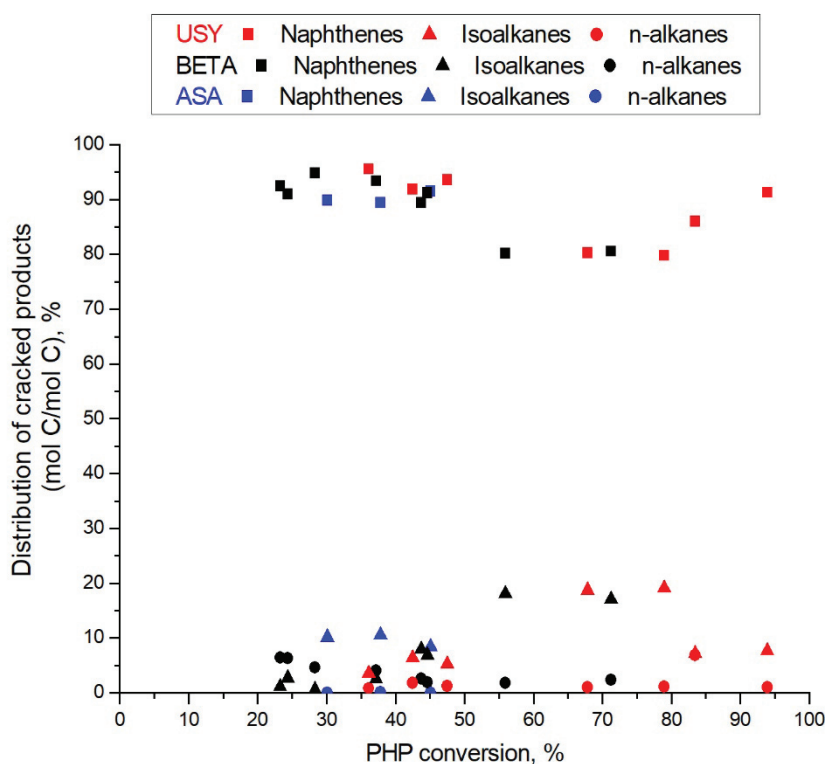 USY Naphthenes Isoalkanes n-alkanes
BETA Naphthenes Isoalkanes n-alkanes
ASA Naphthenes Isoalkanes n-alkanes
100
90
80
70
60
50
40
30
20
10
0
Distribution of cracked products
(mol C/mol C), %
0 10 20 30 40 50 60 70 80 90 100
PHP conversion, %